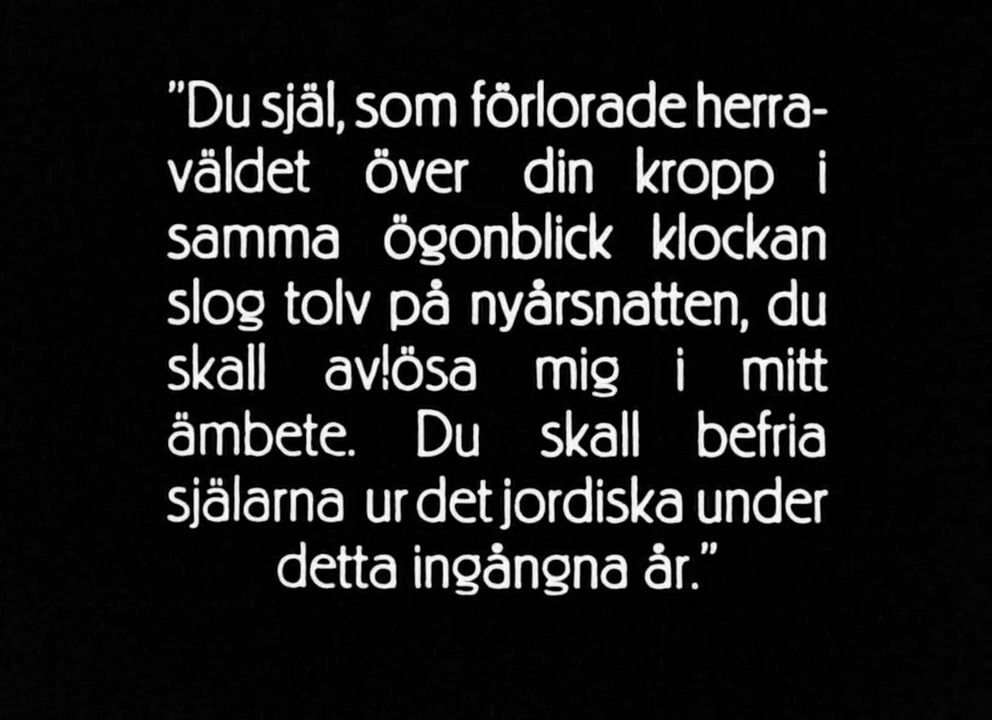 "Du själ, som förlorade herra-
väldet över din kropp i
samma ögonblick klockan
slog tolv på nyårsnatten, du
skall avlösa mig i mitt
ämbete. Du skall befria
själarna ur det jordiska under
detta ingångna år."